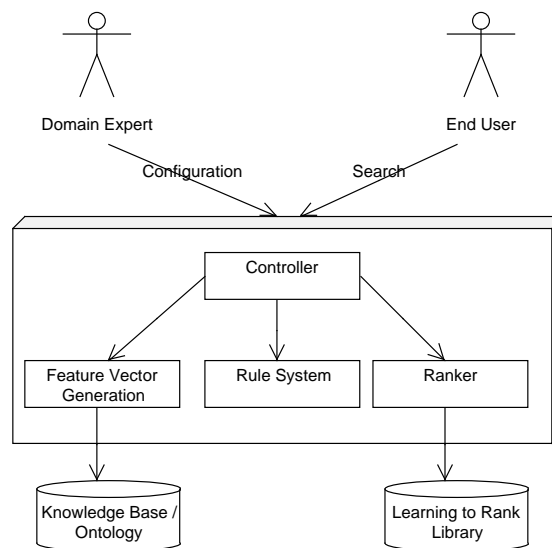 Domain Expert
End User
Configuration
Search
Controller
Feature Vector
Generation
Rule System
Ranker
Knowledge Base /
Ontology
Learning to Rank
Library